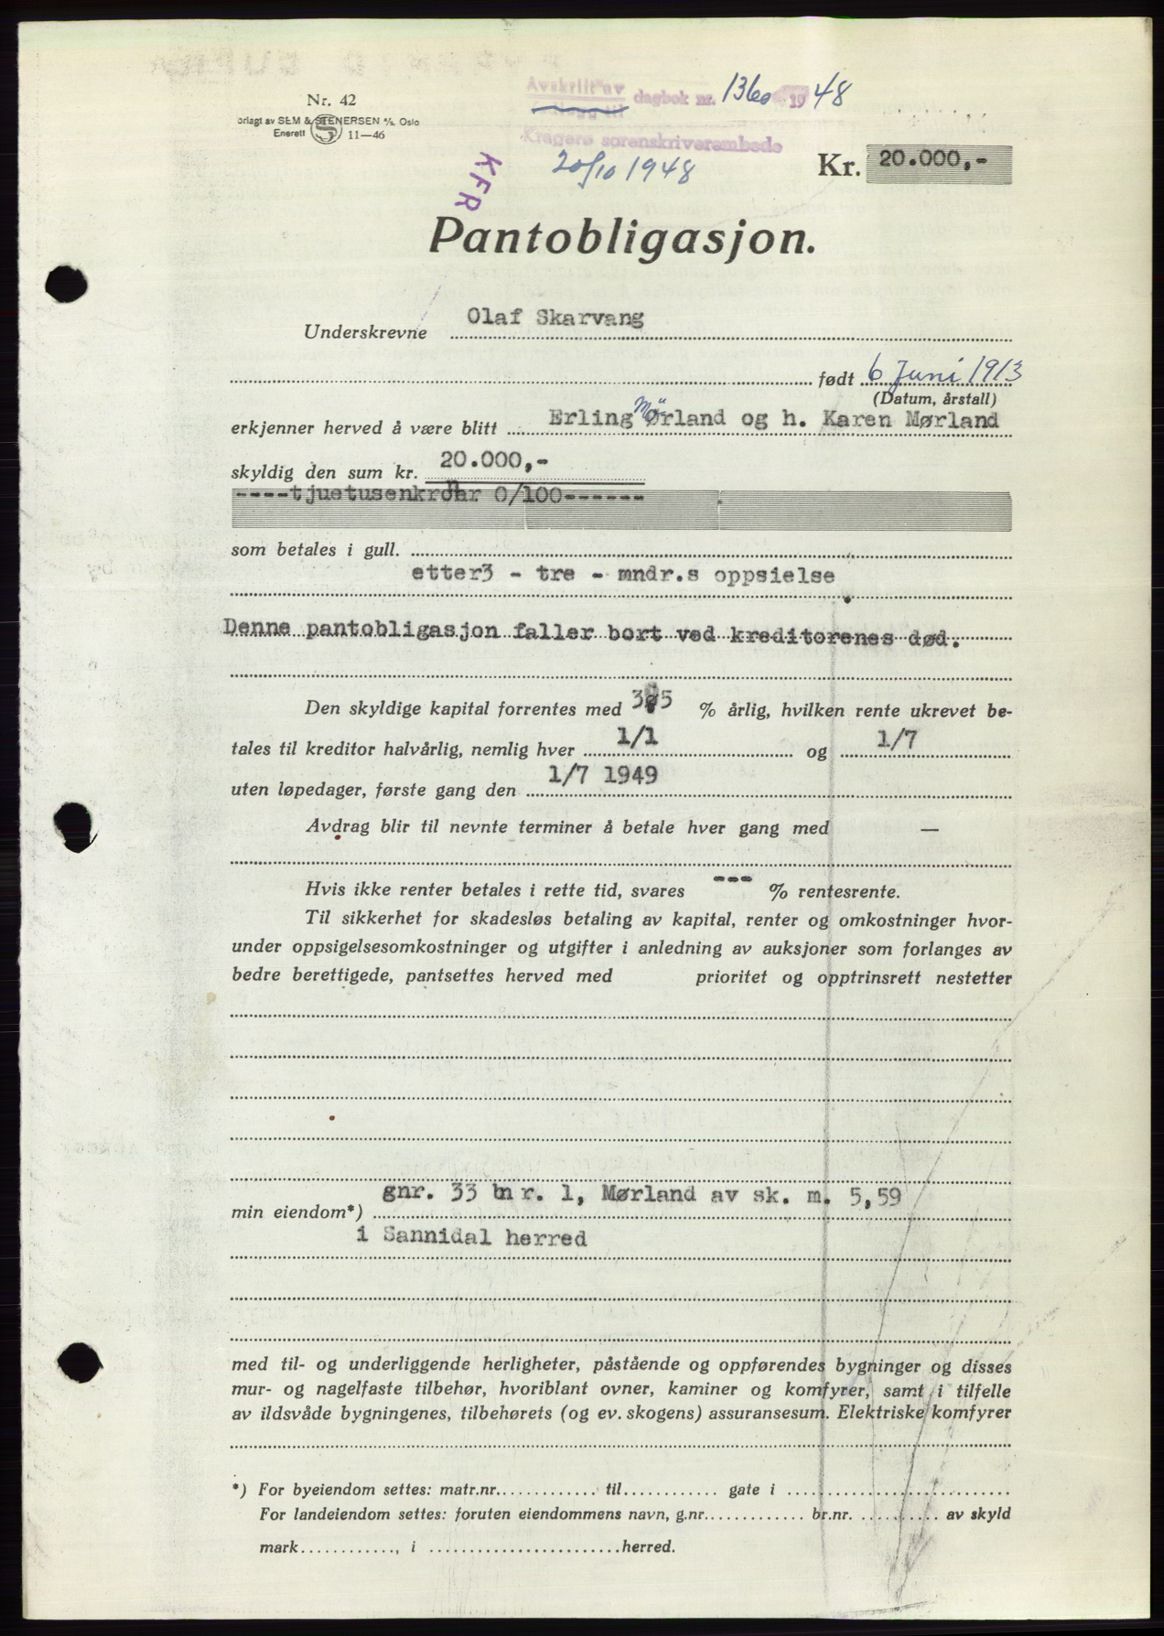 Nr. 42
orlagt av SEM & STENERSEN A/S, Oslo
Enerett S 11—46
Avskrift av
dagbok nr. 1360 1948
Kragerø sorenskriverembede
20/10 1948
KFR
Kr. 20.000,-
Pantobligasjon.
Underskrevne Olaf Skarvang
født 6 Juni 1913
(Datum, årstall)
erkjenner herved å være blitt Erling Mørland og h. Karen Mørland
skyldig den sum kr. 20.000,-
----tjuetusenkronar 0/100------
som betales i gull.
etter3 - tre - mndr.s oppsielse
Denne pantobligasjon faller bort ved kreditorenes død.
Den skyldige kapital forrentes med 3,5 % årlig, hvilken rente ukrevet be-
tales til kreditor halvårlig, nemlig hver 1/1 og 1/7
uten løpedager, første gang den 1/7 1949
Avdrag blir til nevnte terminer å betale hver gang med —
Hvis ikke renter betales i rette tid, svares --- % rentesrente.
Til sikkerhet for skadesløs betaling av kapital, renter og omkostninger hvor-
under oppsigelsesomkostninger og utgifter i anledning av auksjoner som forlanges av
bedre berettigede, pantsettes herved med prioritet og opptrinsrett nestetter
gnr. 33 bnr. 1, Mørland av sk. m. 5,59
min eiendom*)
i Sannidal herred
med til- og underliggende herligheter, påstående og oppførendes bygninger og disses
mur- og nagelfaste tilbehør, hvoriblant ovner, kaminer og komfyrer, samt i tilfelle
av ildsvåde bygningenes, tilbehørets (og ev. skogens) assuransesum. Elektriske komfyrer
*) For byeiendom settes: matr.nr. til gate i
For landeiendom settes: foruten eiendommens navn, g.nr. br.nr. av skyld
mark , i herred.